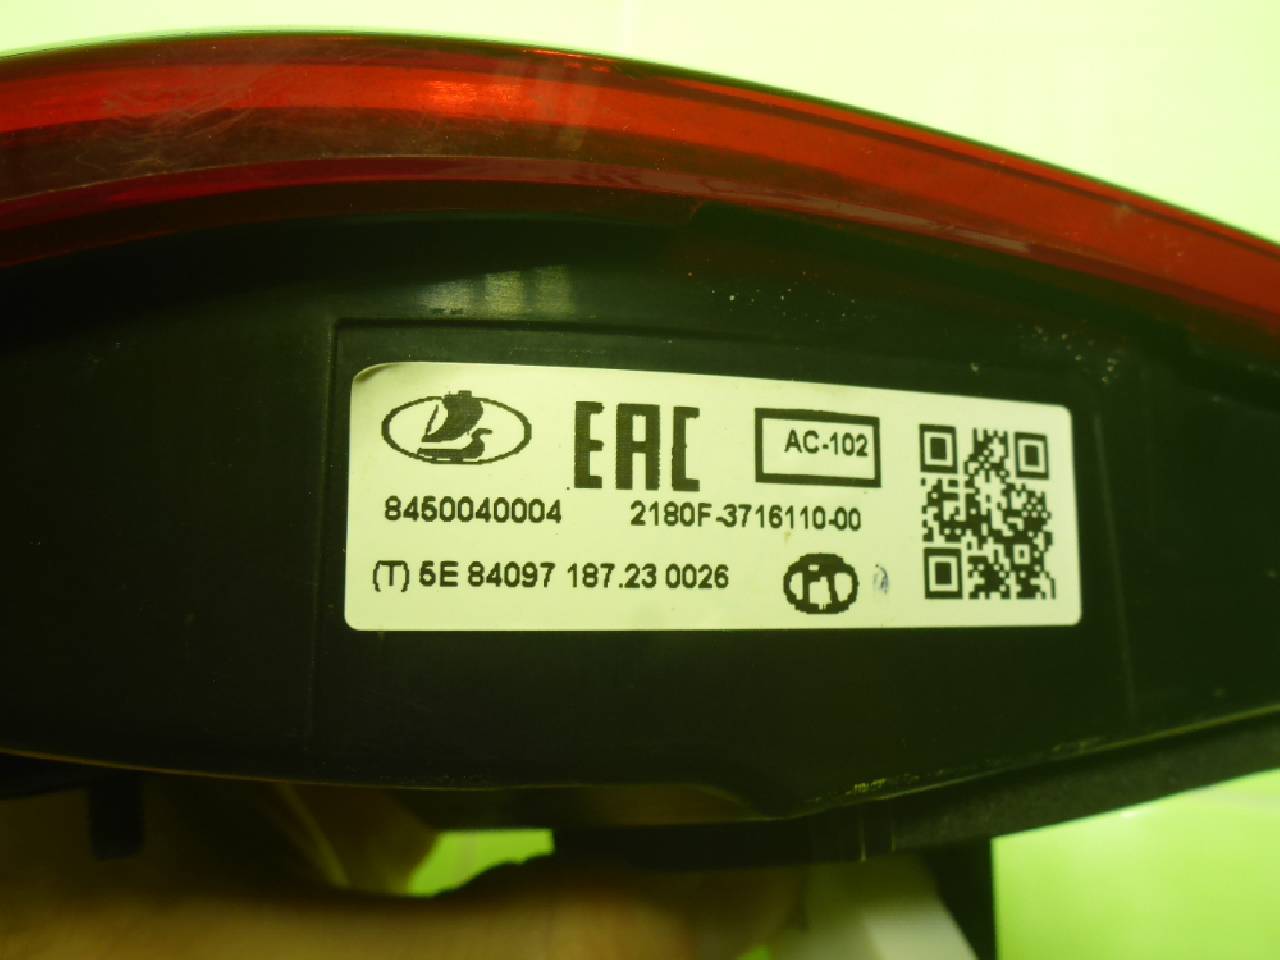 EAC AC-102
8450040004 2180F-3716110-00
(T) 5E 84097 187.23 0026